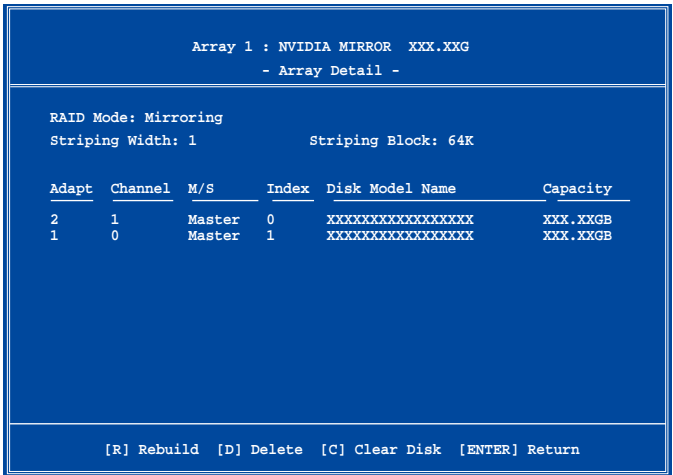 Array 1 : NVIDIA MIRROR XXX.XXG
- Array Detail -
RAID Mode: Mirroring
Striping Width: 1 Striping Block: 64K
Adapt Channel M/S Index Disk Model Name Capacity
2 1 Master 0 XXXXXXXXXXXXXXXXX XXX.XXGB
1 0 Master 1 XXXXXXXXXXXXXXXXX XXX.XXGB
[R] Rebuild [D] Delete [C] Clear Disk [ENTER] Return